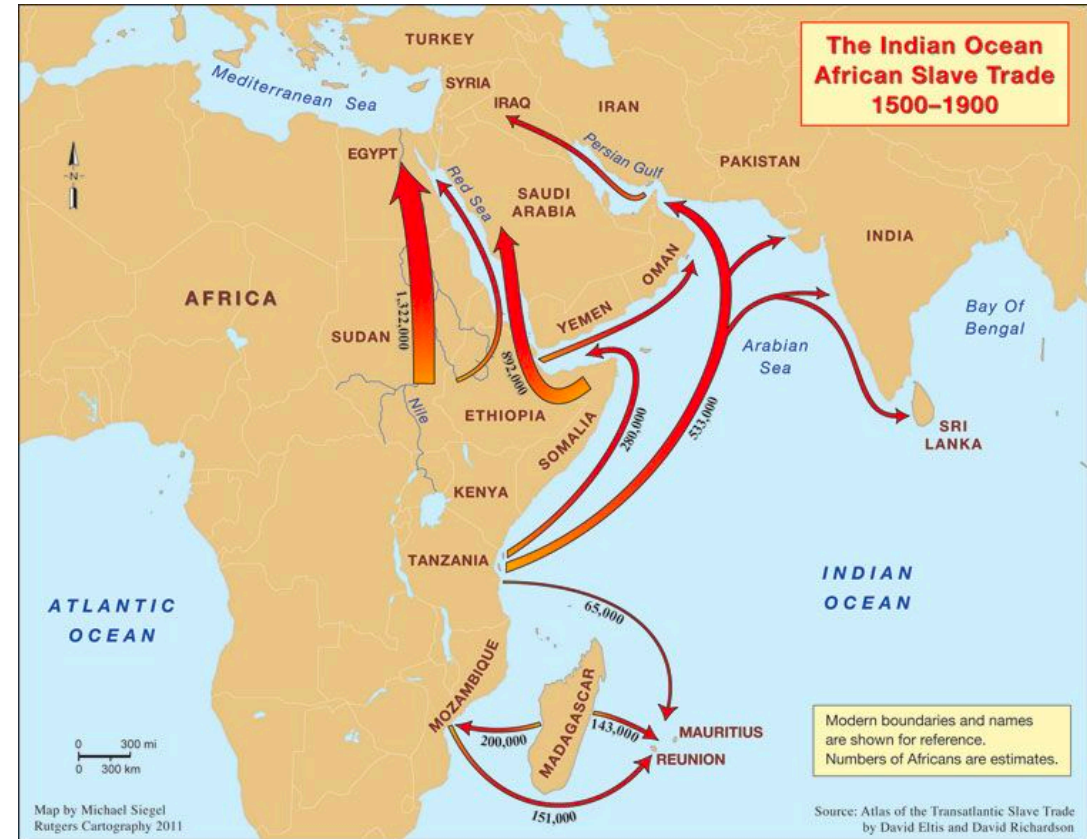 The Indian Ocean
African Slave Trade
1500–1900
TURKEY
Mediterranean Sea
SYRIA
IRAQ
IRAN
EGYPT
Persian Gulf
PAKISTAN
-N-
Red Sea
SAUDI
ARABIA
INDIA
OMAN
AFRICA
1,322,000
YEMEN
Bay Of
Bengal
SUDAN
892,000
Arabian
Sea
Nile
ETHIOPIA
SOMALIA
280,000
533,000
SRI
LANKA
KENYA
TANZANIA
INDIAN
OCEAN
ATLANTIC
OCEAN
65,000
MOZAMBIQUE
MADAGASCAR
200,000
143,000
MAURITIUS
REUNION
151,000
0 300 mi
0 300 km
Modern boundaries and names
are shown for reference.
Numbers of Africans are estimates.
Map by Michael Siegel
Rutgers Cartography 2011
Source: Atlas of the Transatlantic Slave Trade
by David Eltis and David Richardson